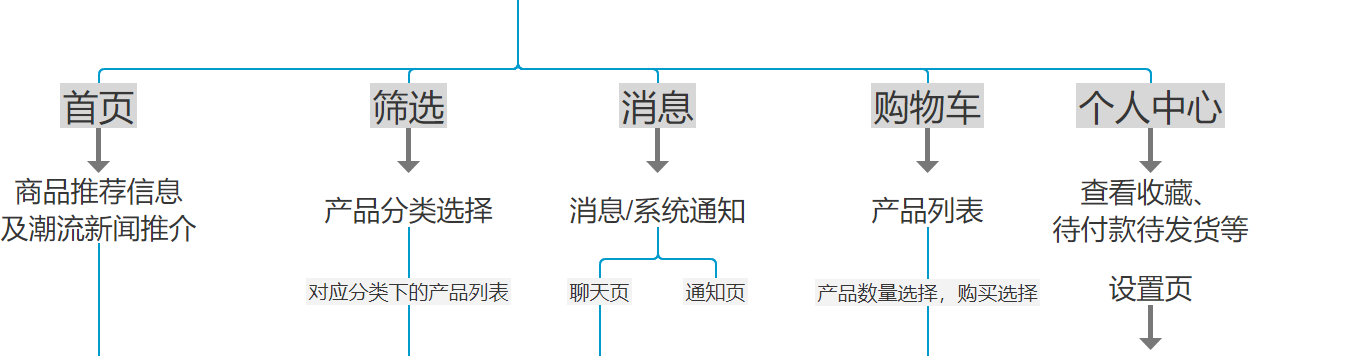 首页
筛选
消息
购物车
个人中心
商品推荐信息
及潮流新闻推介
产品分类选择
消息/系统通知
产品列表
查看收藏、
待付款待发货等
对应分类下的产品列表
聊天页
通知页
产品数量选择，购买选择
设置页